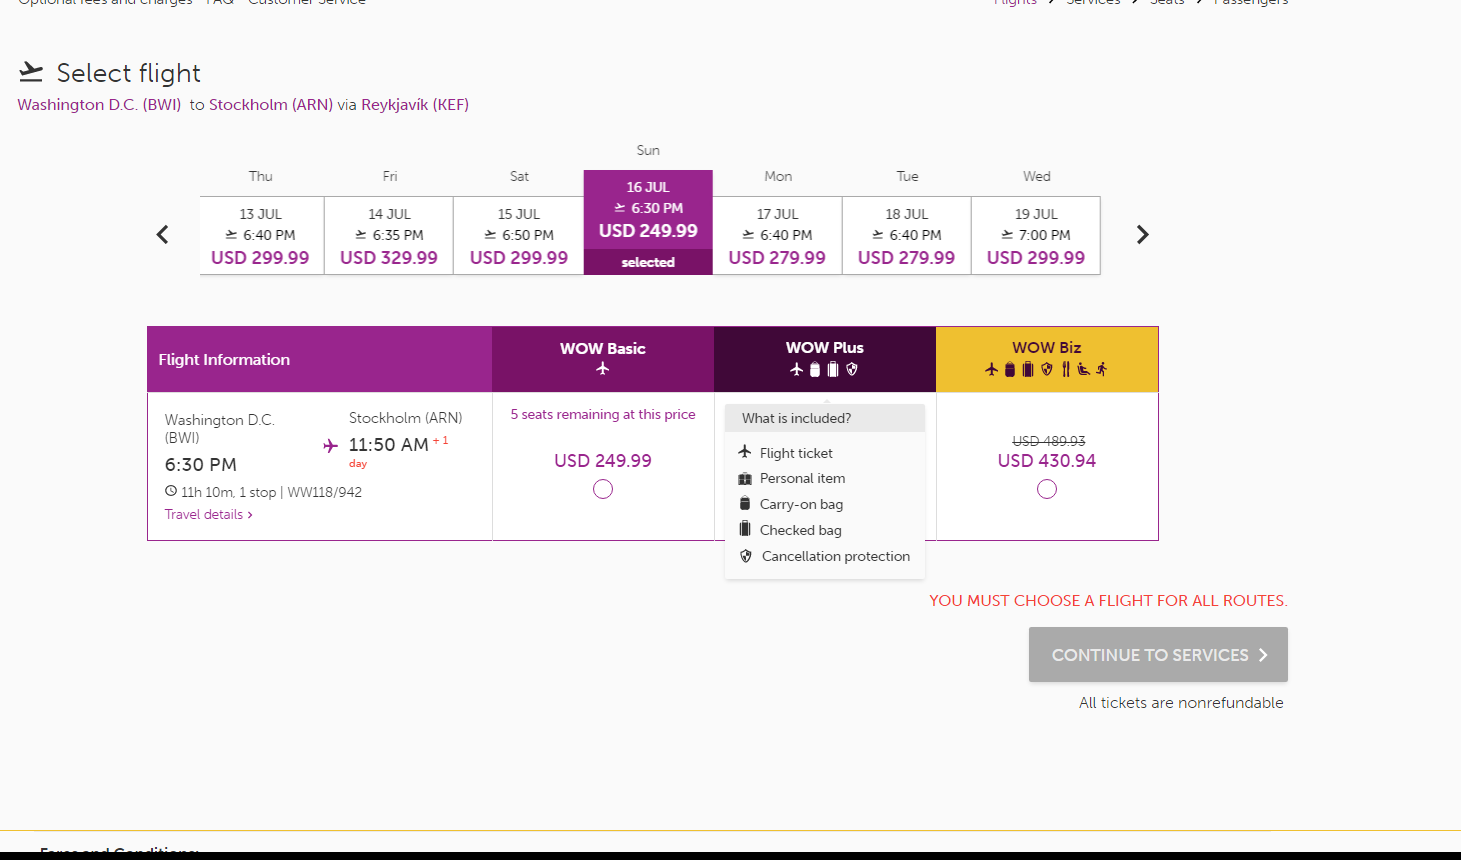 Optional fees and charges FAQ Customer Service
Flights Services Seats Passengers
Select flight
Washington D.C. (BWI) to Stockholm (ARN) via Reykjavík (KEF)
Thu
13 JUL
6:40 PM
USD 299.99
Fri
14 JUL
6:35 PM
USD 329.99
Sat
15 JUL
6:50 PM
USD 299.99
Sun
16 JUL
6:30 PM
USD 249.99
selected
Mon
17 JUL
6:40 PM
USD 279.99
Tue
18 JUL
6:40 PM
USD 279.99
Wed
19 JUL
7:00 PM
USD 299.99
Flight Information
WOW Basic
WOW Plus
WOW Biz
Washington D.C.
(BWI)
6:30 PM
Stockholm (ARN)
11:50 AM + 1
day
11h 10m, 1 stop | WW118/942
Travel details ›
5 seats remaining at this price
USD 249.99
What is included?
Flight ticket
Personal item
Carry-on bag
Checked bag
Cancellation protection
USD 489.93
USD 430.94
YOU MUST CHOOSE A FLIGHT FOR ALL ROUTES.
CONTINUE TO SERVICES
All tickets are nonrefundable
Fares and Conditions: